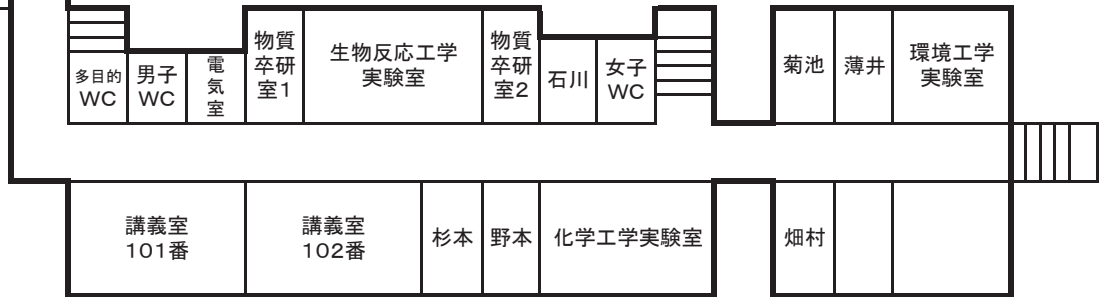 多目的
WC
男子
WC
電
気
室
物質
卒研
室1
生物反応工学
実験室
物質
卒研
室2
石川
女子
WC
菊池
薄井
環境工学
実験室
講義室
101番
講義室
102番
杉本
野本
化学工学実験室
畑村